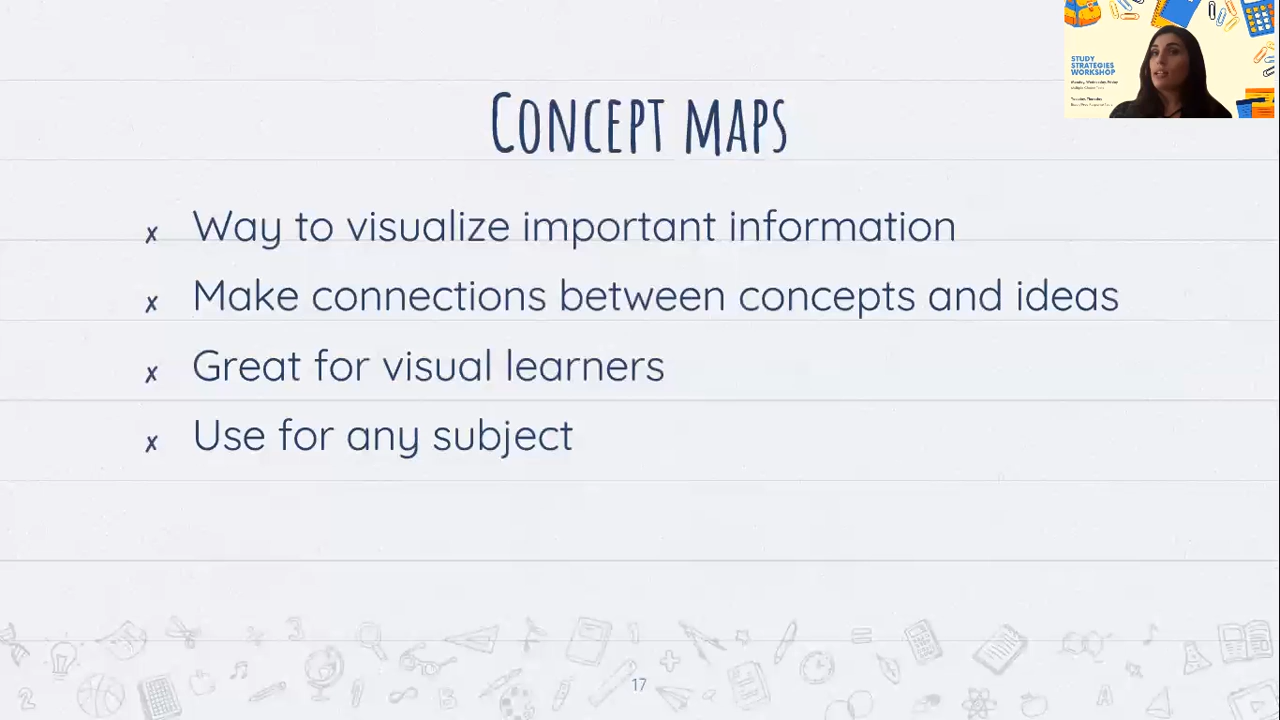 Concept maps
x Way to visualize important information
x Make connections between concepts and ideas
x Great for visual learners
x Use for any subject
17
STUDY
STRATEGIES
WORKSHOP